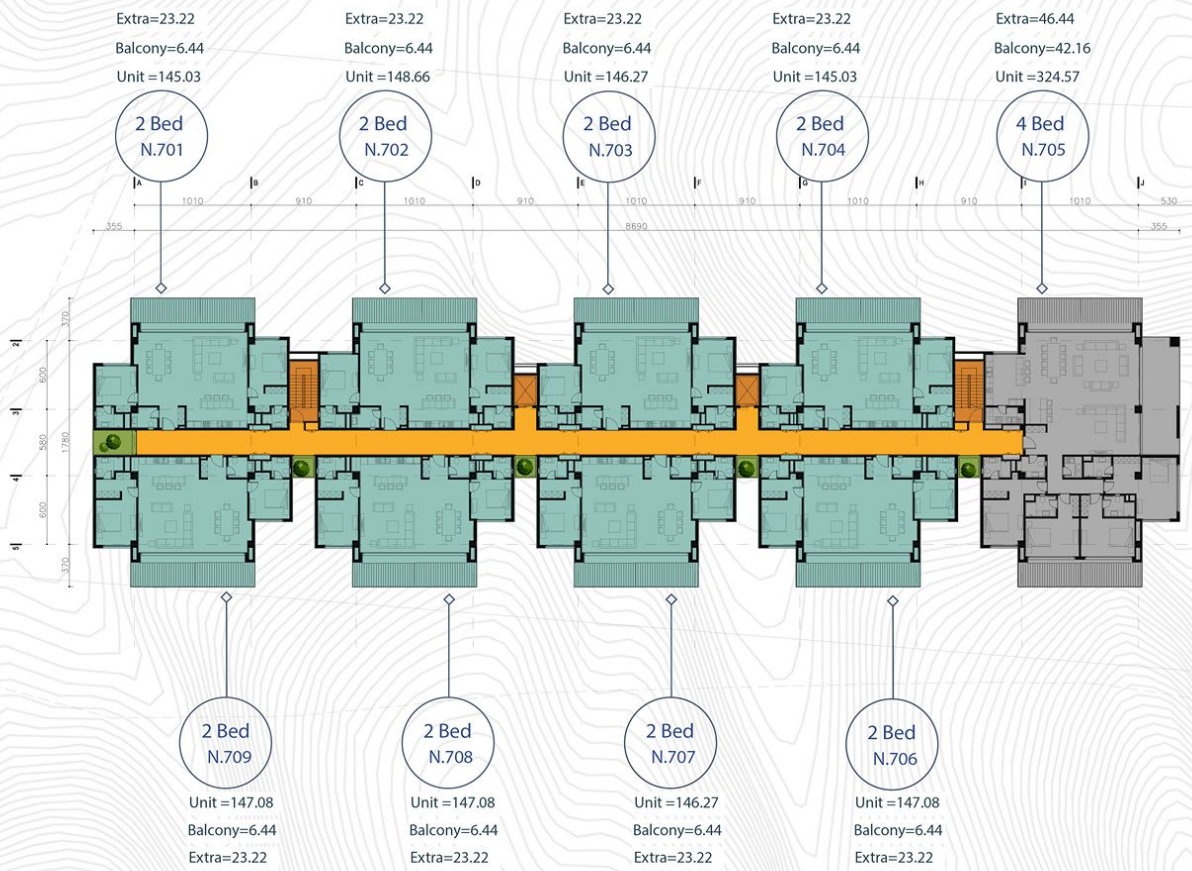 Extra=23.22 Extra=23.22 Extra=23.22 Extra=23.22 Extra=46.44
Balcony=6.44 Balcony=6.44 Balcony=6.44 Balcony=6.44 Balcony=42.16
Unit =145.03 Unit =148.66 Unit =146.27 Unit =145.03 Unit =324.57
2 Bed 2 Bed 2 Bed 2 Bed 4 Bed
N.701 N.702 N.703 N.704 N.705
A B C D E F G H I J
1010 910 1010 910 1010 910 1010 910 1010 530
355 8690 355
370
2
600
3
580 1780
4
600
5
370
2 Bed 2 Bed 2 Bed 2 Bed
N.709 N.708 N.707 N.706
Unit =147.08 Unit =147.08 Unit =146.27 Unit =147.08
Balcony=6.44 Balcony=6.44 Balcony=6.44 Balcony=6.44
Extra=23.22 Extra=23.22 Extra=23.22 Extra=23.22